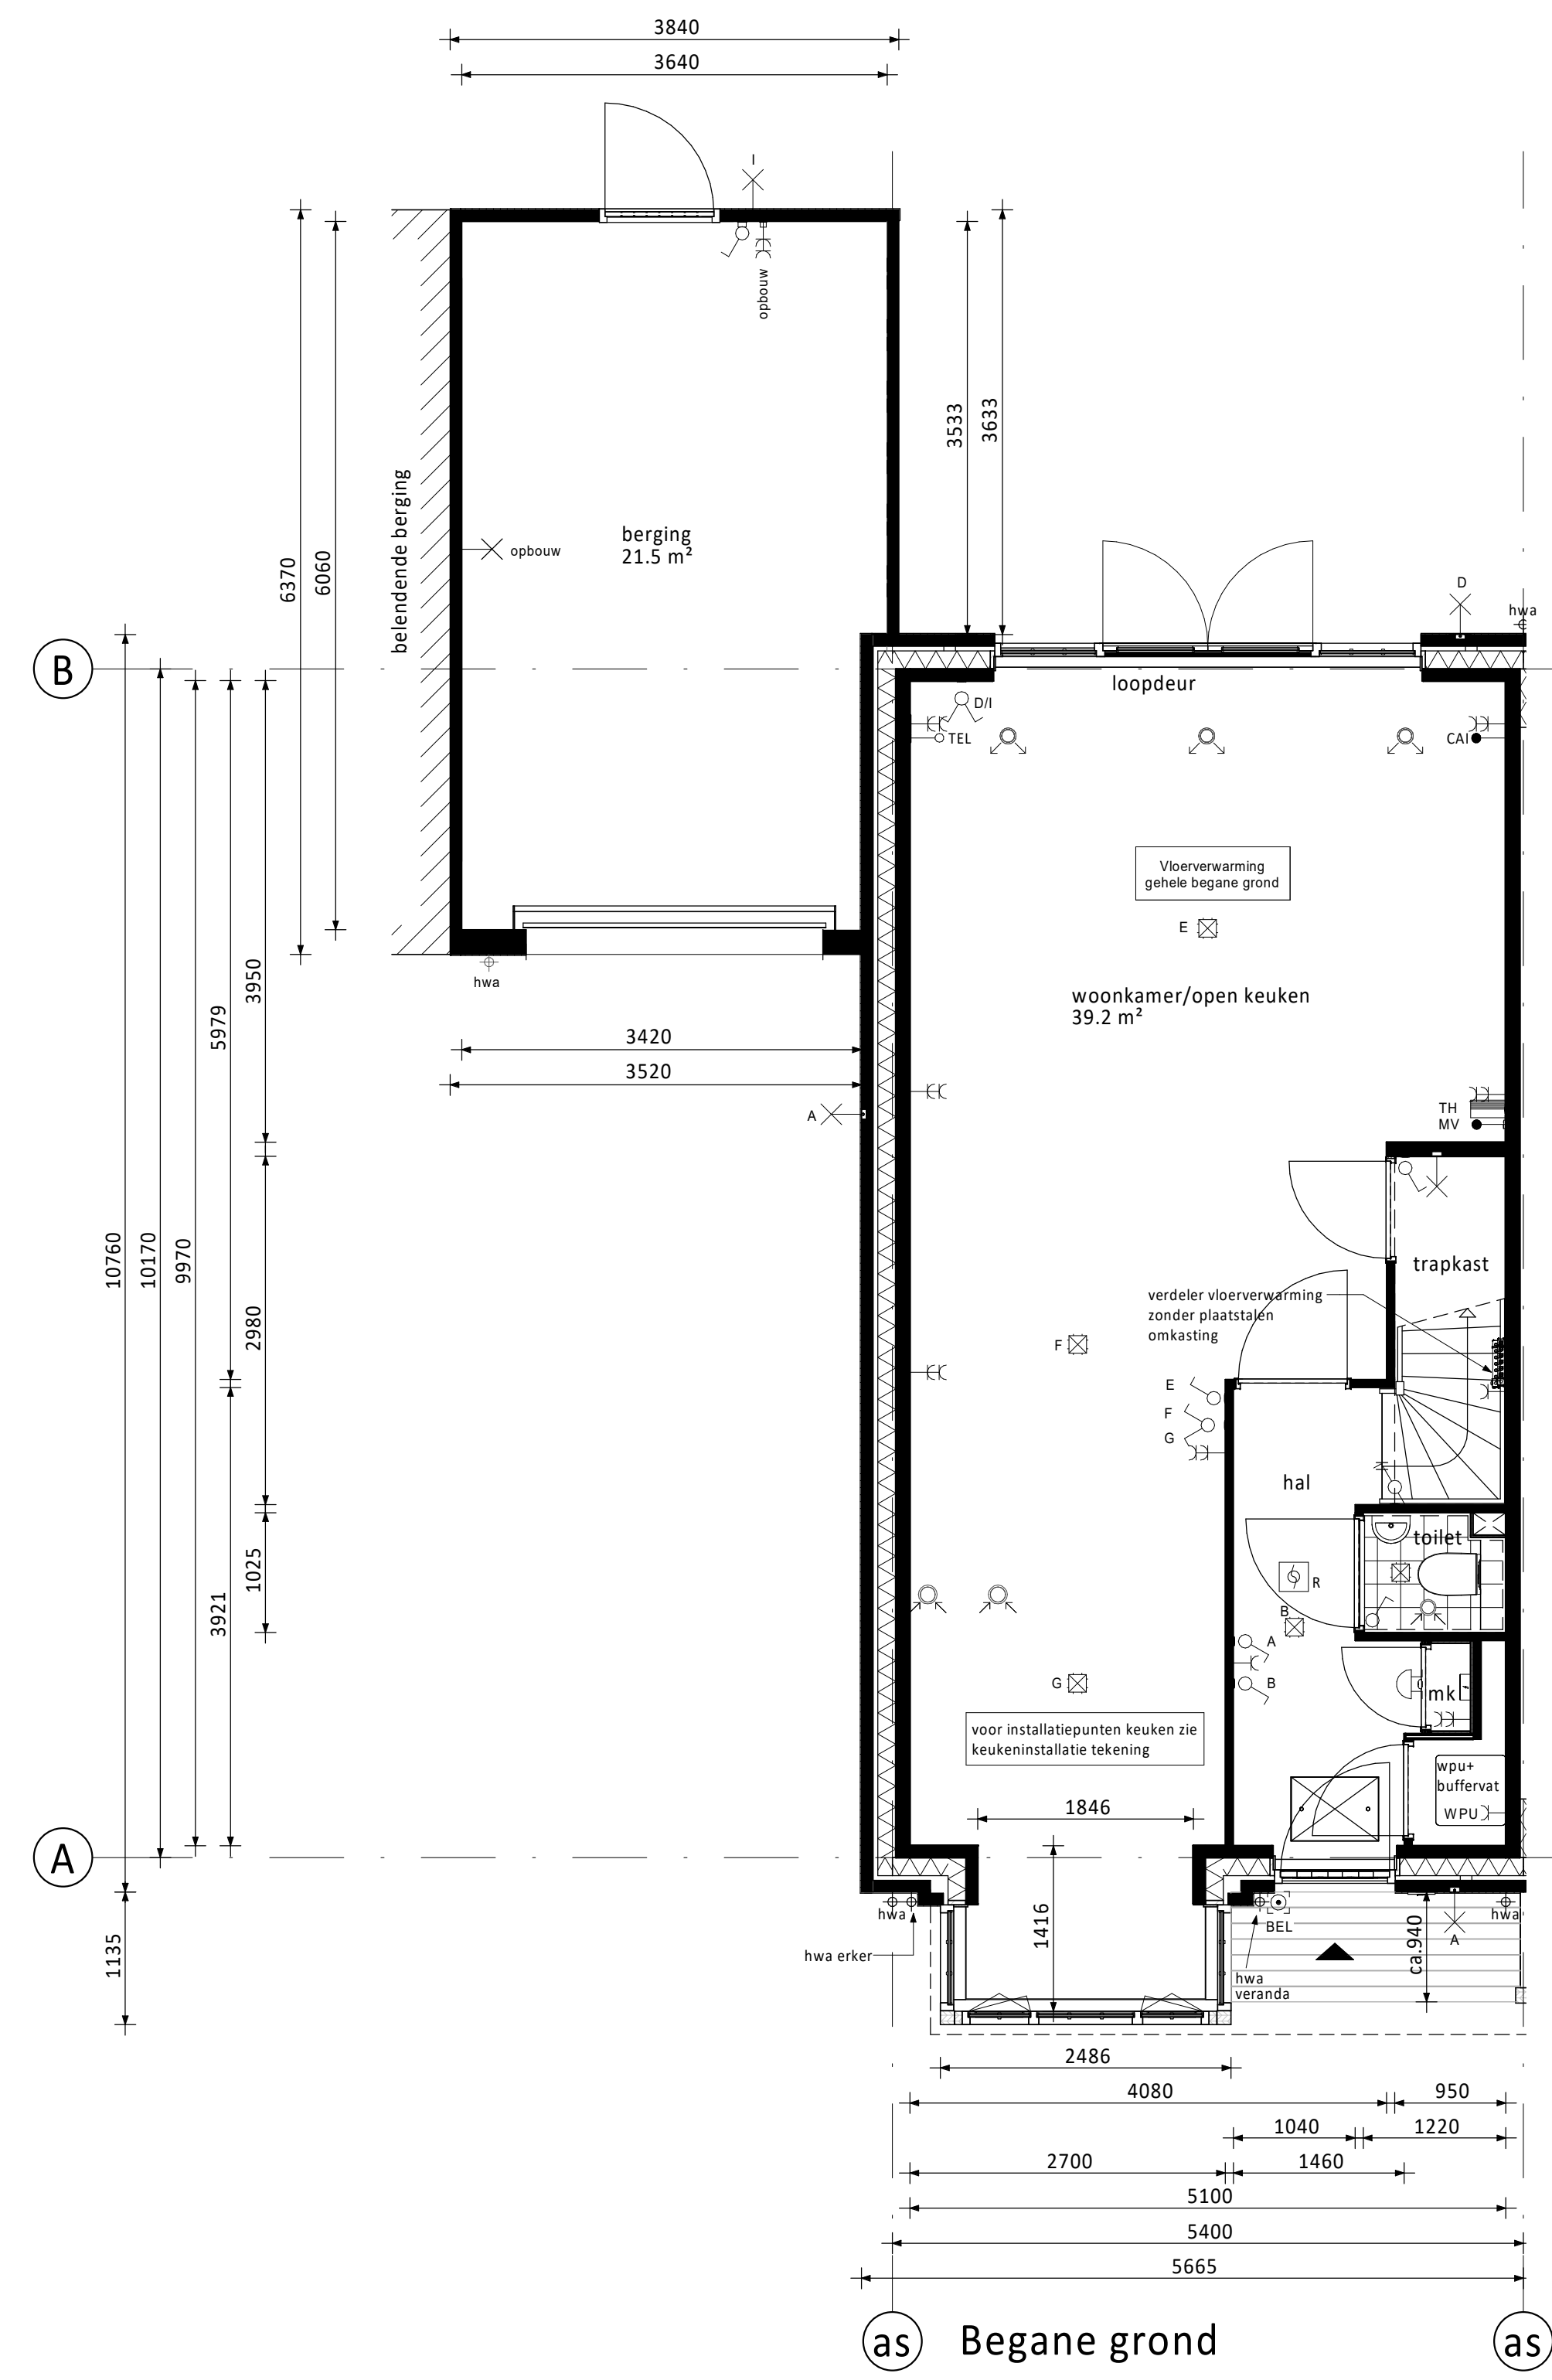 3840
3640
I
opbouw
3533
3633
belendende berging
berging
21.5 m²
opbouw
6370
6060
D
hwa
B
loopdeur
D/I
TEL
CAI
Vloerverwarming
gehele begane grond
E
hwa
woonkamer/open keuken
39.2 m²
3950
5979
3420
3520
A
TH
MV
10760
10170
9970
2980
trapkast
verdeler vloerverwarming
zonder plaatstalen
omkasting
F
E
F
G
hal
toilet
R
1025
3921
B
A
B
G
mk
voor installatiepunten keuken zie
keukeninstallatie tekening
wpu+
buffervat
WPU
1846
A
hwa
BEL
A
hwa
1416
ca.940
1135
hwa erker
hwa
veranda
2486
4080
950
1040
1220
2700
1460
5100
5400
5665
as
Begane grond
as